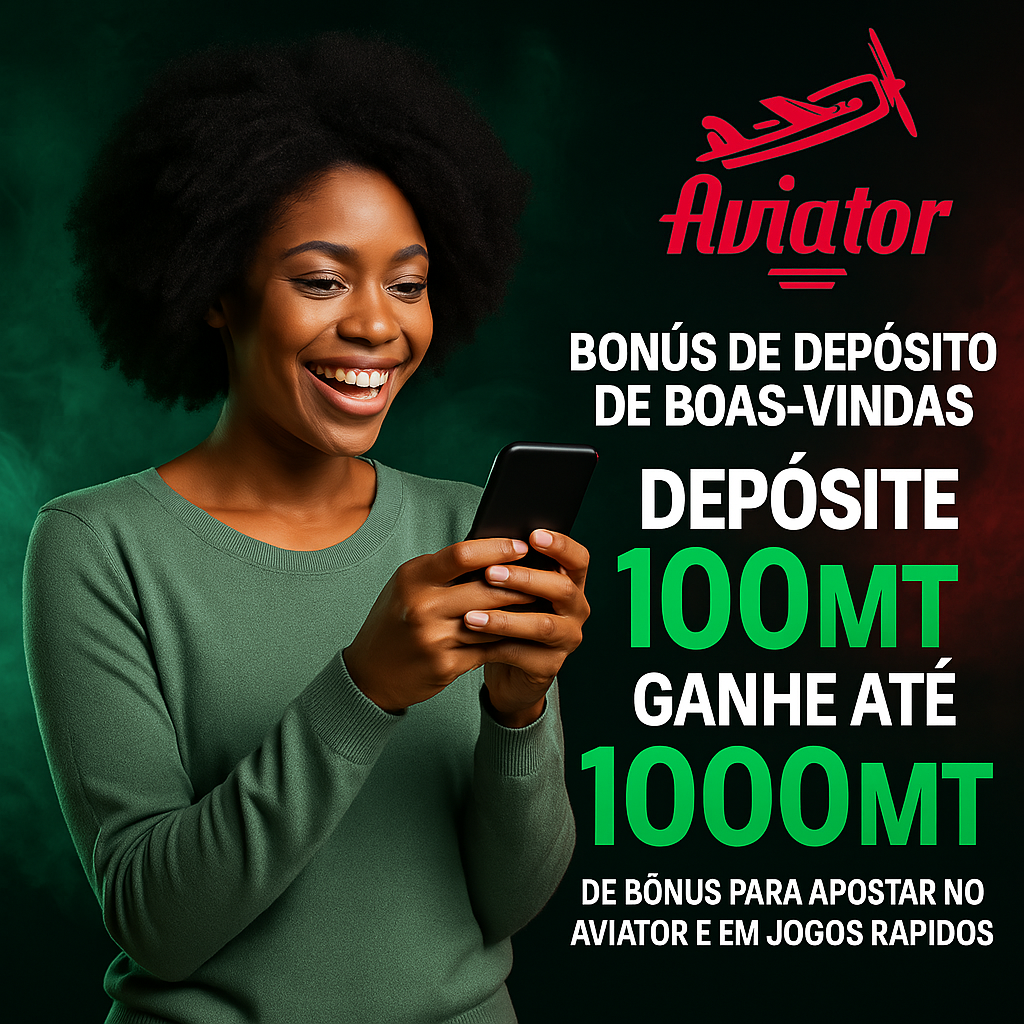 Aviator
BONÚS DE DEPÓSITO
DE BOAS-VINDAS
DEPÓSITE
100MT
GANHE ATÉ
1000MT
DE BÕNUS PARA APOSTAR NO
AVIATOR E EM JOGOS RAPIDOS